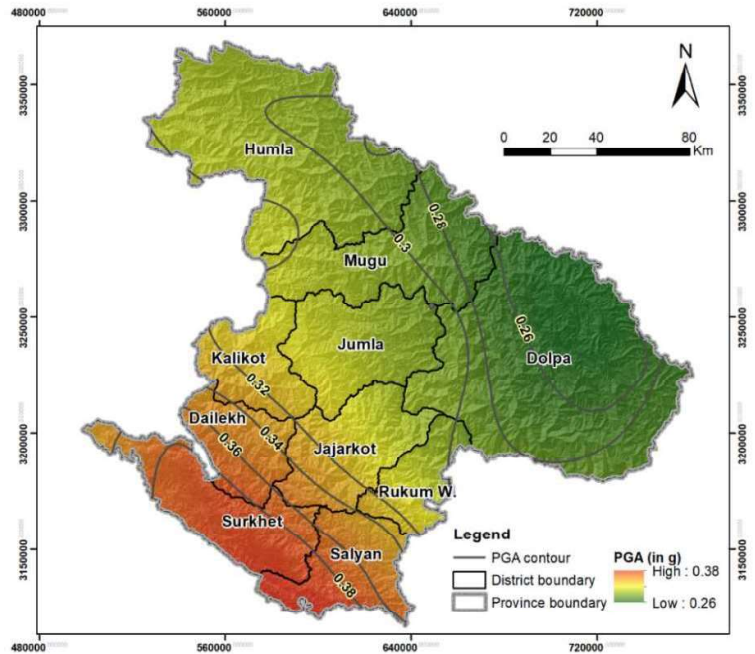 480000 560000 640000 720000
3350000
3300000
3250000
3200000
3150000
N
0 20 40 80
Km
Humla
0.28
0.3
Mugu
0.26
Jumla
Dolpa
Kalikot
0.32
Dailekh
0.34
0.36
Jajarkot
Rukum W.
Surkhet
Salyan
0.38
Legend
PGA contour
District boundary
Province boundary
PGA (in g)
High : 0.38
Low : 0.26
3350000
3300000
3250000
3200000
3150000
480000 560000 640000 720000